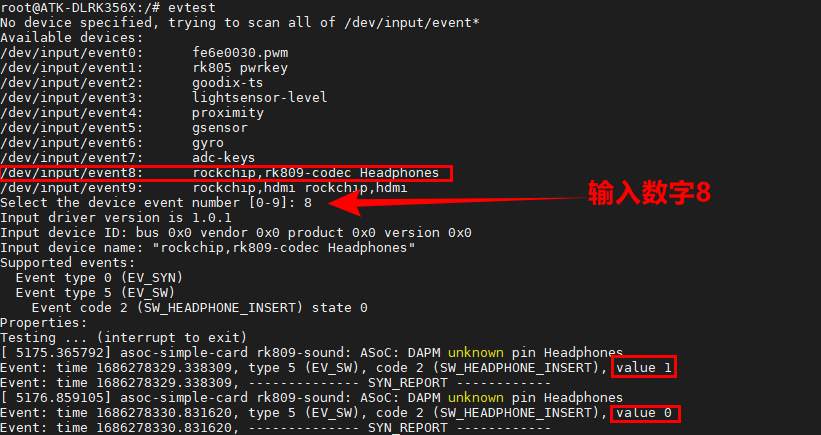 root@ATK-DLRK356X:/# evtest
No device specified, trying to scan all of /dev/input/event*
Available devices:
/dev/input/event0:      fe6e0030.pwm
/dev/input/event1:      rk805 pwrkey
/dev/input/event2:      goodix-ts
/dev/input/event3:      lightsensor-level
/dev/input/event4:      proximity
/dev/input/event5:      gsensor
/dev/input/event6:      gyro
/dev/input/event7:      adc-keys
/dev/input/event8:      rockchip,rk809-codec Headphones
/dev/input/event9:      rockchip,hdmi rockchip,hdmi
Select the device event number [0-9]: 8
输入数字8
Input driver version is 1.0.1
Input device ID: bus 0x0 vendor 0x0 product 0x0 version 0x0
Input device name: "rockchip,rk809-codec Headphones"
Supported events:
  Event type 0 (EV_SYN)
  Event type 5 (EV_SW)
    Event code 2 (SW_HEADPHONE_INSERT) state 0
Properties:
Testing ... (interrupt to exit)
[ 5175.365792] asoc-simple-card rk809-sound: ASoC: DAPM unknown pin Headphones
Event: time 1686278329.338309, type 5 (EV_SW), code 2 (SW_HEADPHONE_INSERT), value 1
Event: time 1686278329.338309, -------------- SYN_REPORT ------------
[ 5176.859105] asoc-simple-card rk809-sound: ASoC: DAPM unknown pin Headphones
Event: time 1686278330.831620, type 5 (EV_SW), code 2 (SW_HEADPHONE_INSERT), value 0
Event: time 1686278330.831620, -------------- SYN_REPORT ------------